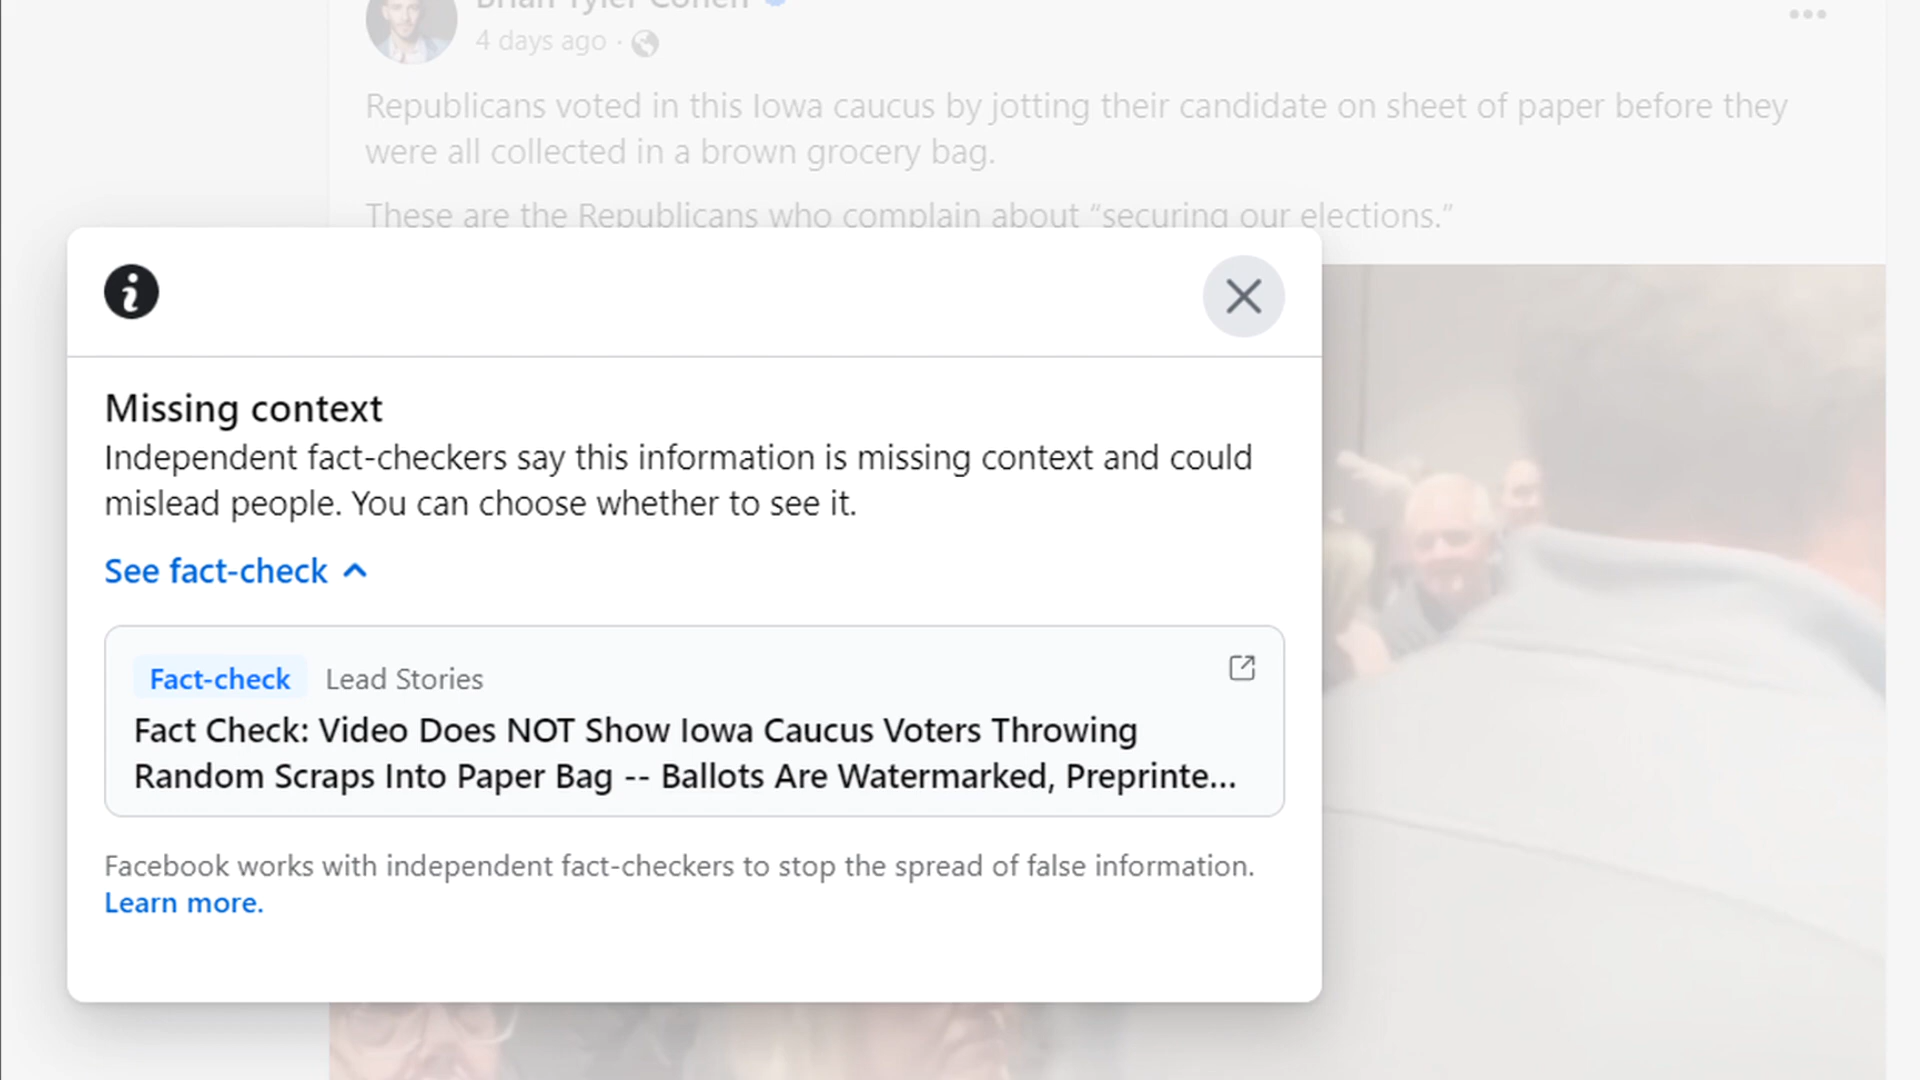 Brian Tyler Cohen
4 days ago ·
Republicans voted in this Iowa caucus by jotting their candidate on sheet of paper before they
were all collected in a brown grocery bag.
These are the Republicans who complain about “securing our elections.”
Missing context
Independent fact-checkers say this information is missing context and could
mislead people. You can choose whether to see it.
See fact-check
Fact-check Lead Stories
Fact Check: Video Does NOT Show Iowa Caucus Voters Throwing
Random Scraps Into Paper Bag -- Ballots Are Watermarked, Preprinte...
Facebook works with independent fact-checkers to stop the spread of false information.
Learn more.